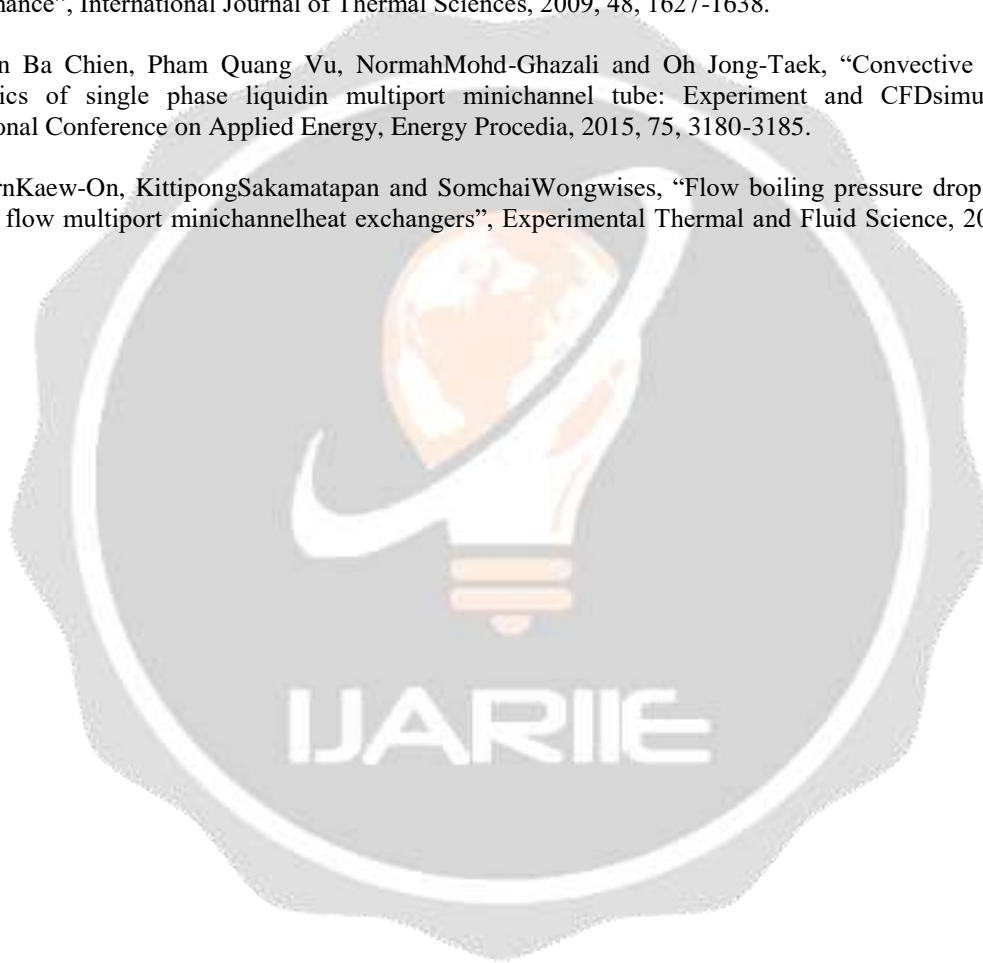 nance”, International Journal of Thermal Sciences, 2009, 48, 1627-1638.
n Ba Chien, Pham Quang Vu, NormahMohd-Ghazali and Oh Jong-Taek, “Convective
ics of single phase liquidin multiport minichannel tube: Experiment and CFDsimu
onal Conference on Applied Energy, Energy Procedia, 2015, 75, 3180-3185.
rnKaew-On, KittipongSakamatapan and SomchaiWongwises, “Flow boiling pressure drop
flow multiport minichannelheat exchangers”, Experimental Thermal and Fluid Science, 20
IJARIIE